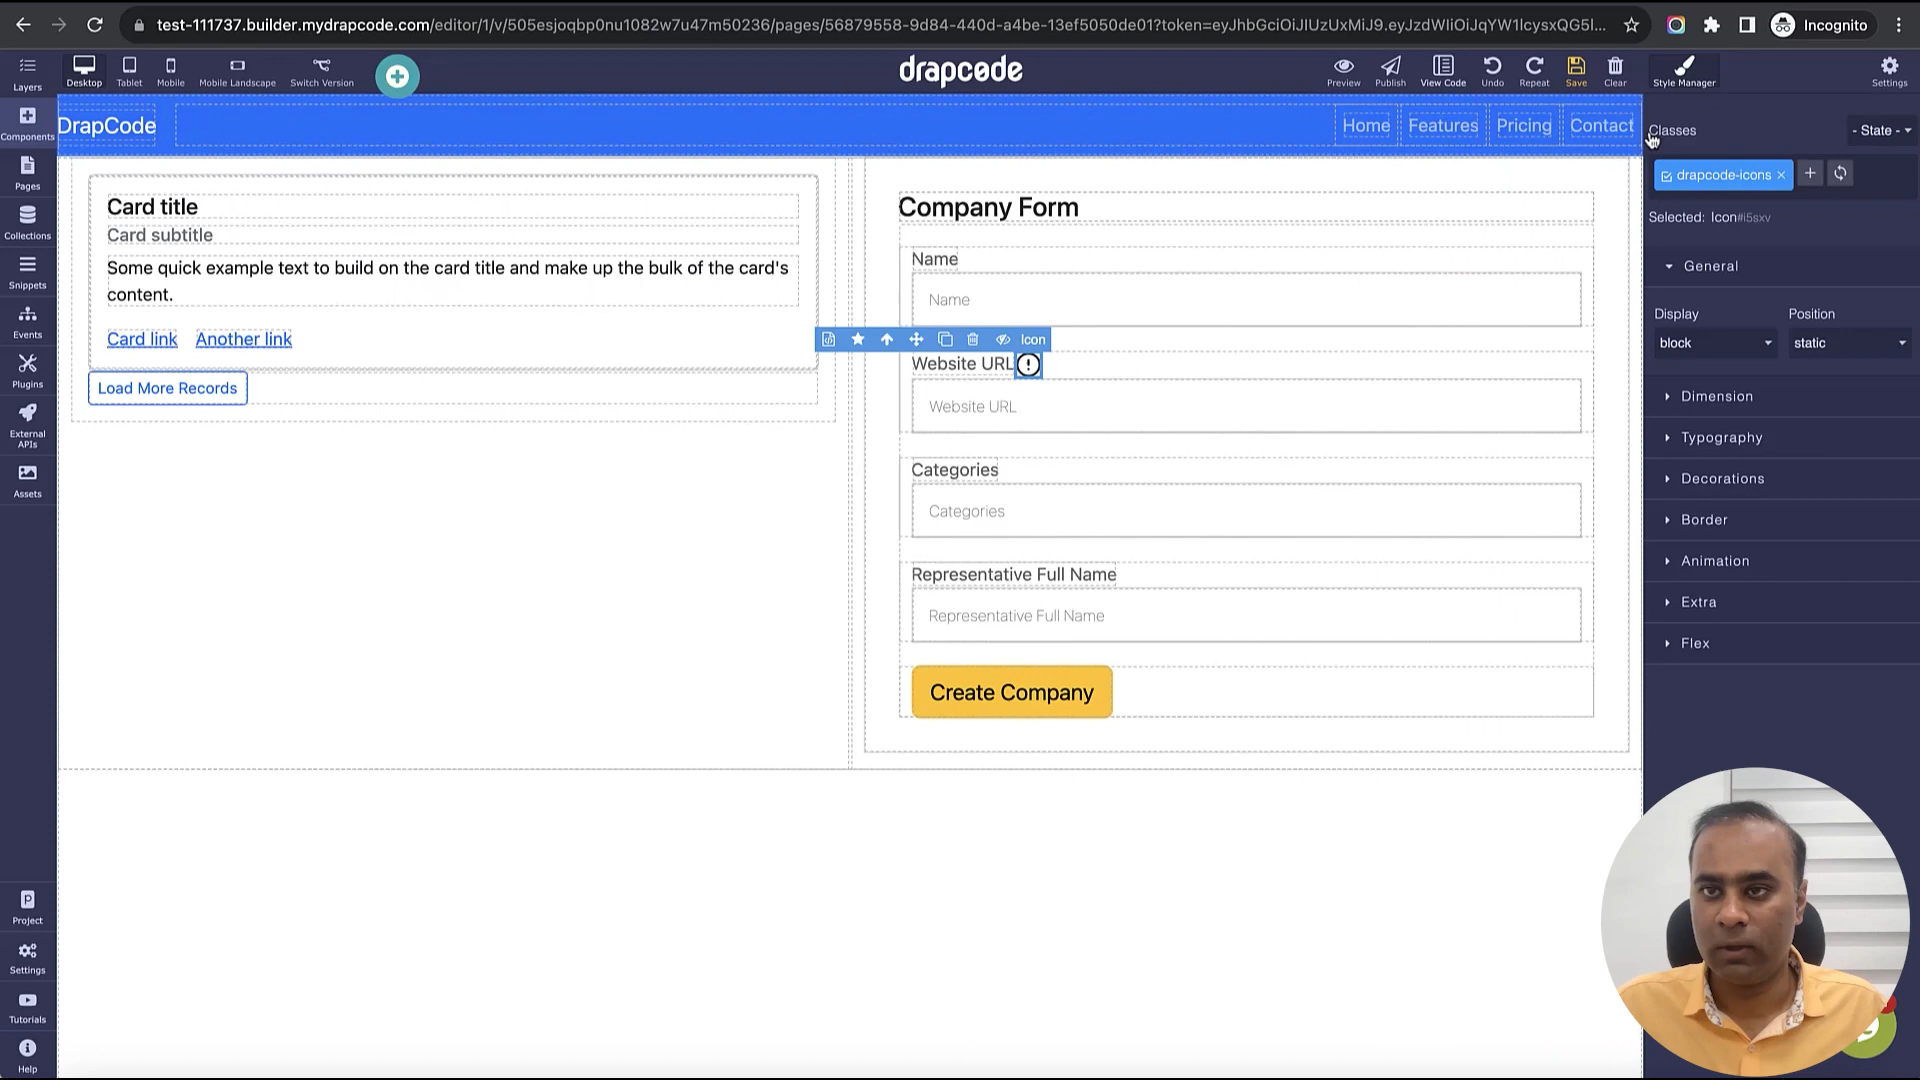 test-111737.builder.mydrapcode.com/editor/1/v/505esjoqbp0nu1082w7u47m50236/pages/56879558-9d84-440d-a4be-13ef5050de01?token=eyJhbGciOiJIUzUxMiJ9.eyJzdWIiOiJqYW1lcysxQG5l...
Incognito
Layers
Desktop
Tablet
Mobile
Mobile Landscape
Switch Version
drapcode
Preview
Publish
View Code
Undo
Repeat
Save
Clear
Style Manager
Settings
Components
Pages
Collections
Snippets
Events
Plugins
External
APIs
Assets
Project
Settings
Tutorials
Help
DrapCode
Home
Features
Pricing
Contact
Card title
Card subtitle
Some quick example text to build on the card title and make up the bulk of the card's
content.
Card link
Another link
Load More Records
Company Form
Name
Name
Icon
Website URL
Website URL
Categories
Categories
Representative Full Name
Representative Full Name
Create Company
Classes
- State -
drapcode-icons
Selected: Icon#i5sxv
General
Display
Position
block
static
Dimension
Typography
Decorations
Border
Animation
Extra
Flex